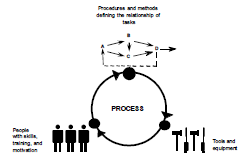 Procedures and methods
defining the relationship of
tasks
B
A
D
C
PROCESS
People
with skills,
training, and
motivation
Tools and
equipment